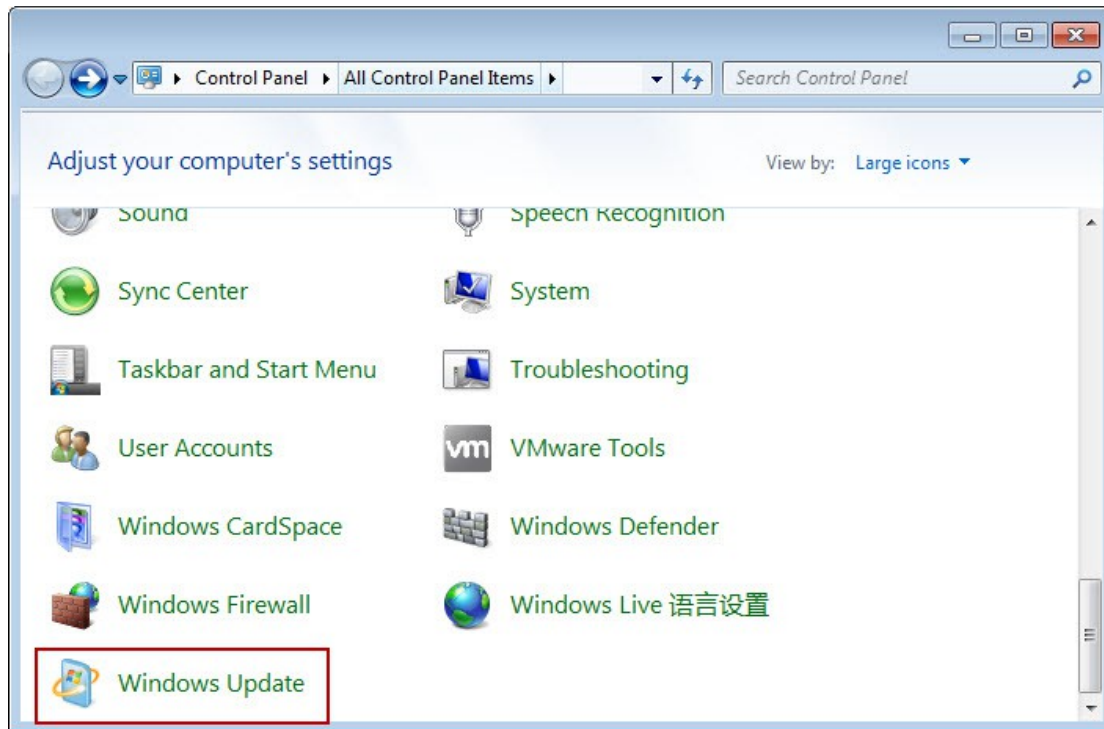 Control Panel All Control Panel Items Search Control Panel
Adjust your computer's settings View by: Large icons
Sound Speech Recognition
Sync Center System
Taskbar and Start Menu Troubleshooting
User Accounts vm VMware Tools
Windows CardSpace Windows Defender
Windows Firewall Windows Live 语言设置
Windows Update